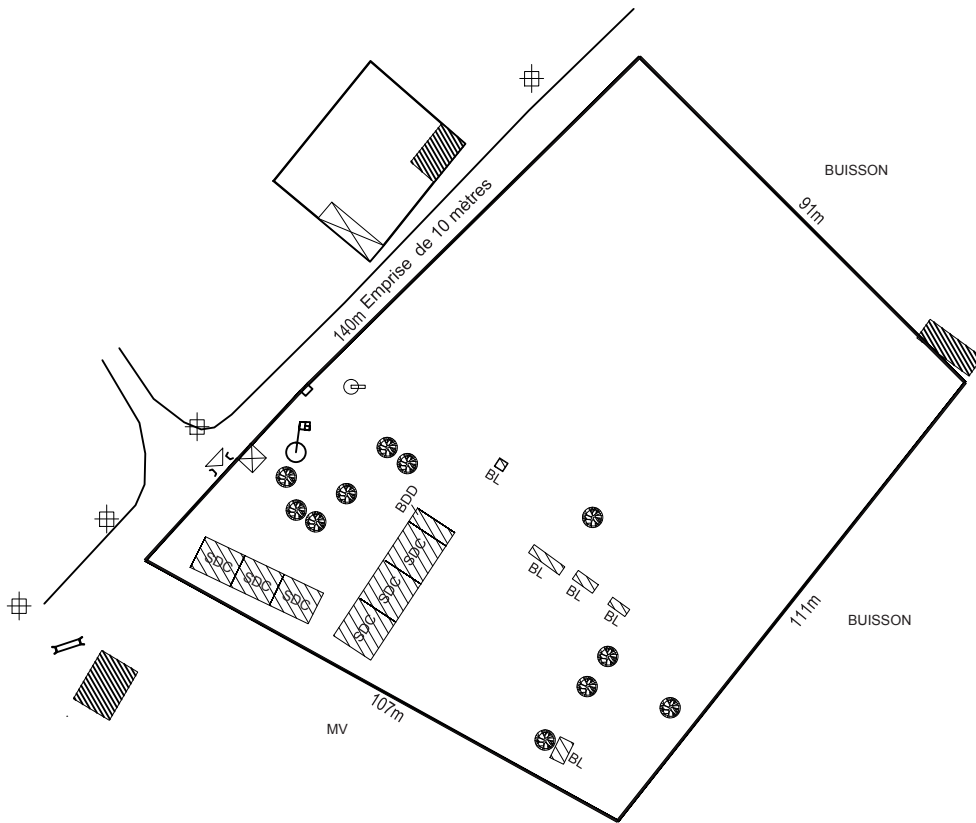 BUISSON
91m
140m Emprise de 10 mètres
BL
BDD
SDC
SDC
SDC
SDC
SDC
SDC
BL
BL
BL
111m
BUISSON
107m
MV
BL